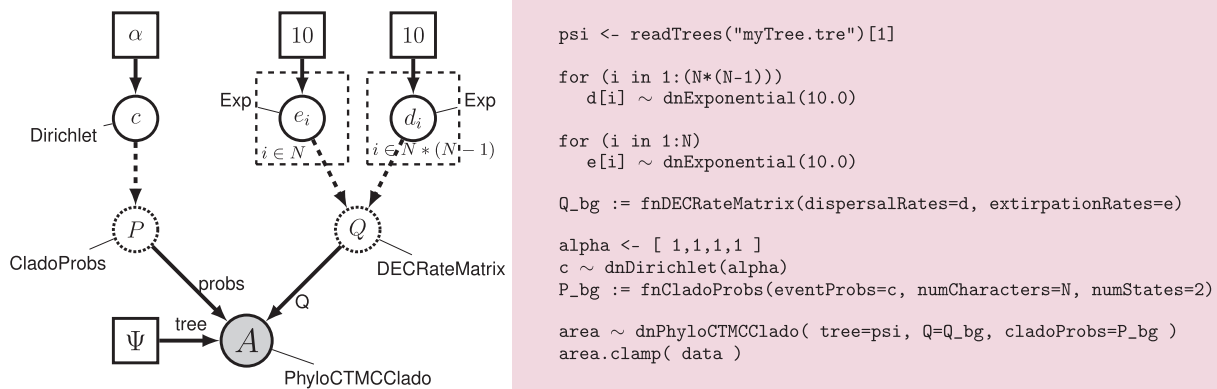 α
10
10
Exp
Exp
c
e_i
d_i
Dirichlet
i ∈ N
i ∈ N * (N − 1)
P
Q
CladoProbs
DECRateMatrix
probs
Q
tree
Ψ
A
PhyloCTMCClado
psi <- readTrees("myTree.tre")[1]
for (i in 1:(N*(N-1)))
d[i] ∼ dnExponential(10.0)
for (i in 1:N)
e[i] ∼ dnExponential(10.0)
Q_bg := fnDECRateMatrix(dispersalRates=d, extirpationRates=e)
alpha <- [ 1,1,1,1 ]
c ∼ dnDirichlet(alpha)
P_bg := fnCladoProbs(eventProbs=c, numCharacters=N, numStates=2)
area ∼ dnPhyloCTMCClado( tree=psi, Q=Q_bg, cladoProbs=P_bg )
area.clamp( data )